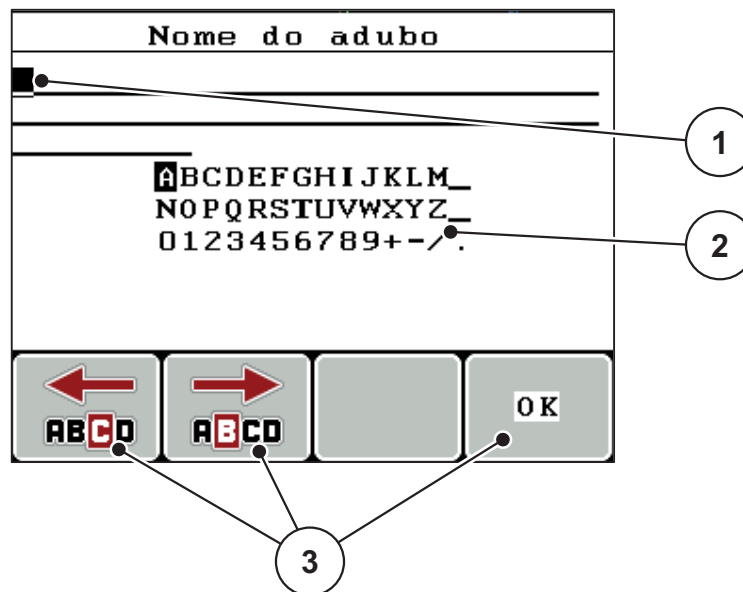 Nome do adubo
1
ABCDEFGHIJKLM_
NOPQRSTUVWXYZ_
0123456789+-/.
2
ABCD
ABCD
OK
3